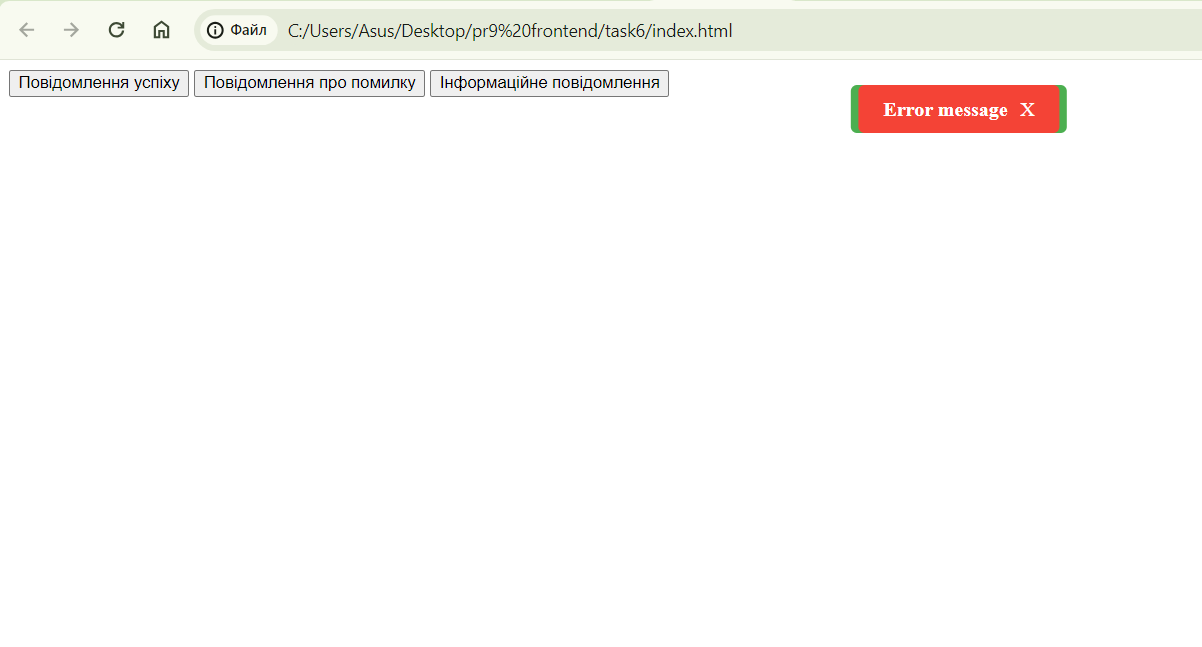 Файл C:/Users/Asus/Desktop/pr9%20frontend/task6/index.html
Повідомлення успіху Повідомлення про помилку Інформаційне повідомлення
Error message X